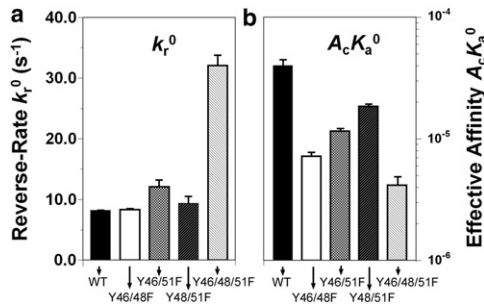 a
k_r^0
b
A_cK_a^0
Reverse-Rate k_r^0 (s^-1)
40.0
30.0
20.0
10.0
0.0
10^-4
10^-5
10^-6
Effective Affinity A_cK_a^0
WT Y46/51F Y46/48/51F
Y46/48F Y48/51F
WT Y46/51F Y46/48/51F
Y46/48F Y48/51F